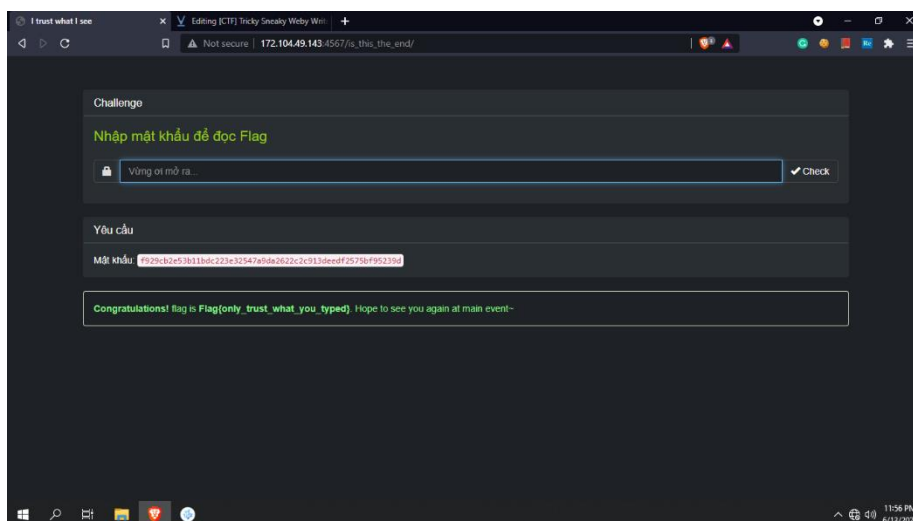 I trust what I see
Editing [CTF] Tricky Sneaky Weby Writ
Not secure | 172.104.49.143:4567/is_this_the_end/
Challenge
Nhập mật khẩu để đọc Flag
Vừng ơi mở ra...
Check
Yêu cầu
Mật khẩu: f929cb2e53b11bdc223e32547a9da2622c2c913deedf2575bf95239d
Congratulations! flag is Flag{only_trust_what_you_typed}. Hope to see you again at main event~
11:56 PM